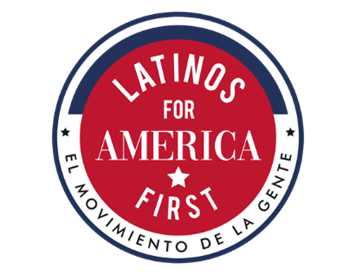 LATINOS
FOR
AMERICA
FIRST
EL MOVIMIENTO DE LA GENTE